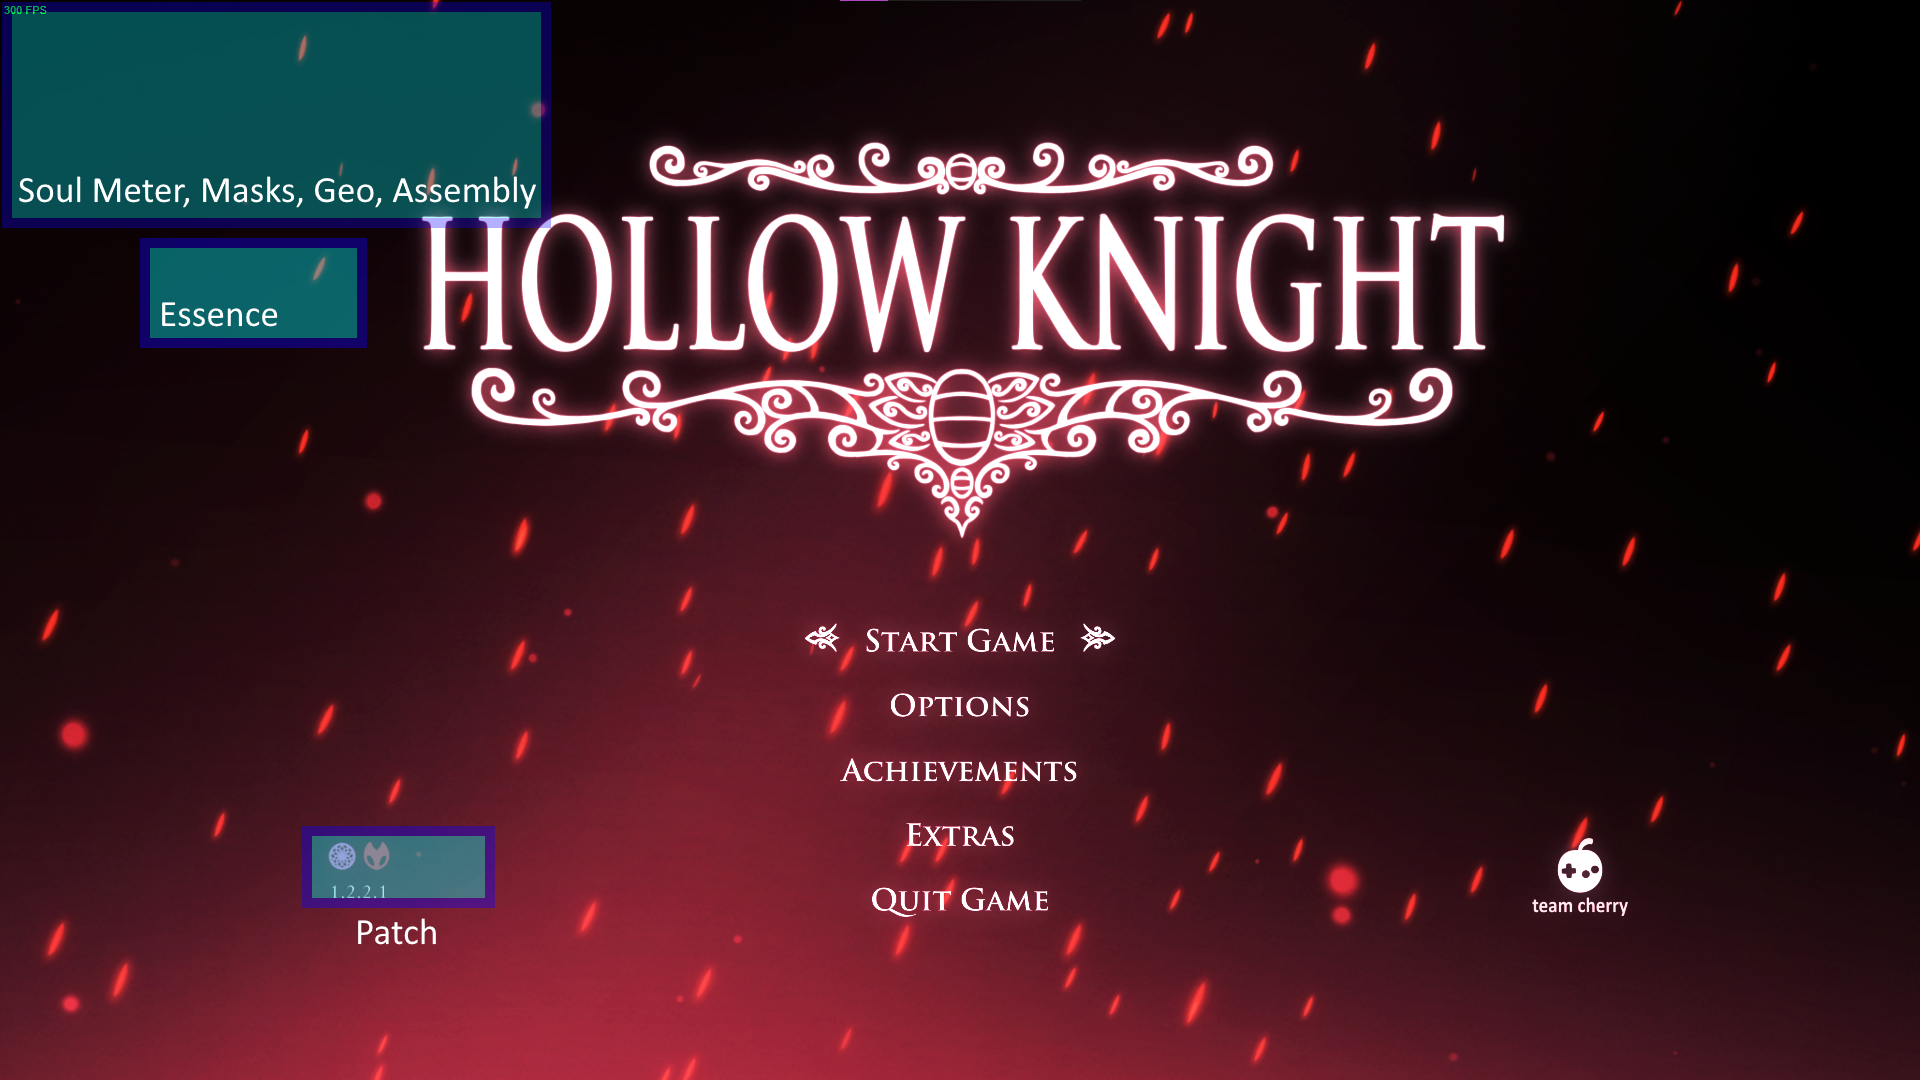 300 FPS
Soul Meter, Masks, Geo, Assembly
HOLLOW KNIGHT
Essence
START GAME
OPTIONS
ACHIEVEMENTS
EXTRAS
QUIT GAME
1.2.2.1
Patch
team cherry